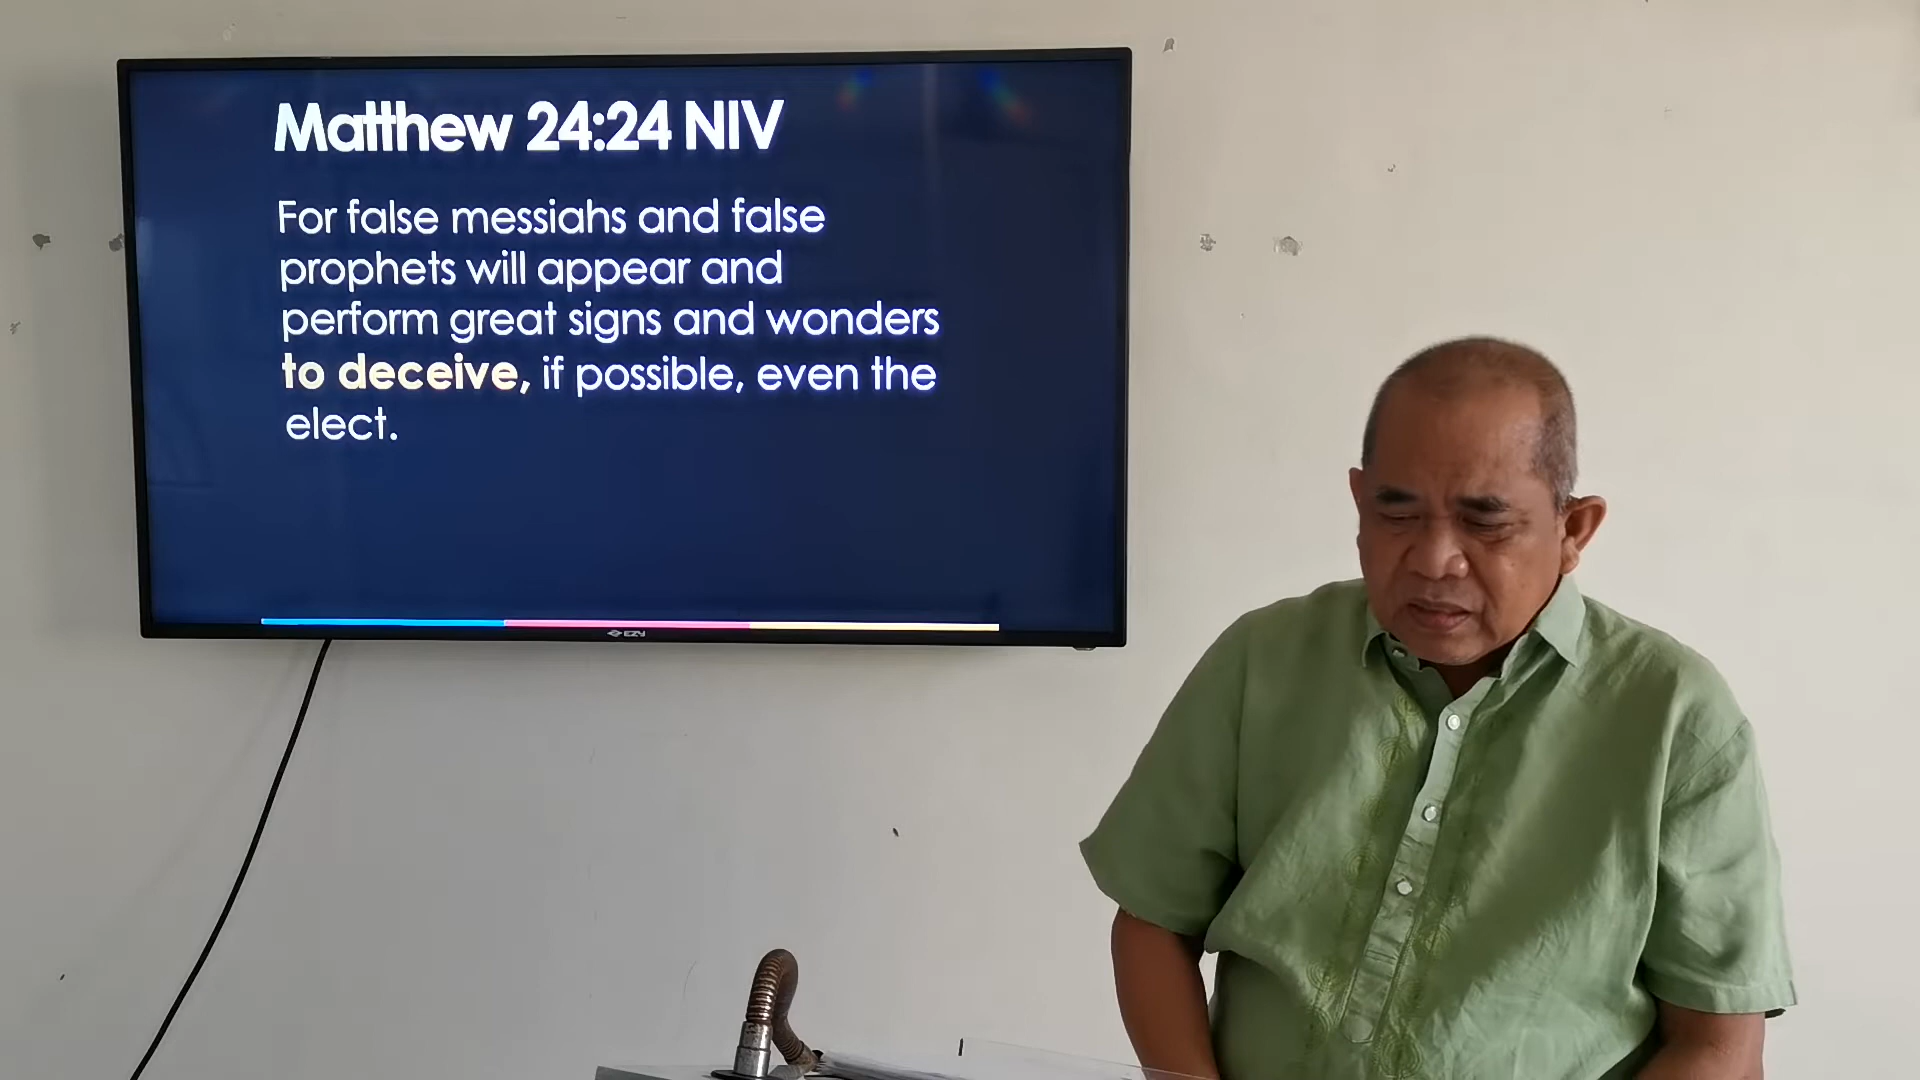 Matthew 24:24 NIV
For false messiahs and false
prophets will appear and
perform great signs and wonders
to deceive, if possible, even the
elect.
EZY